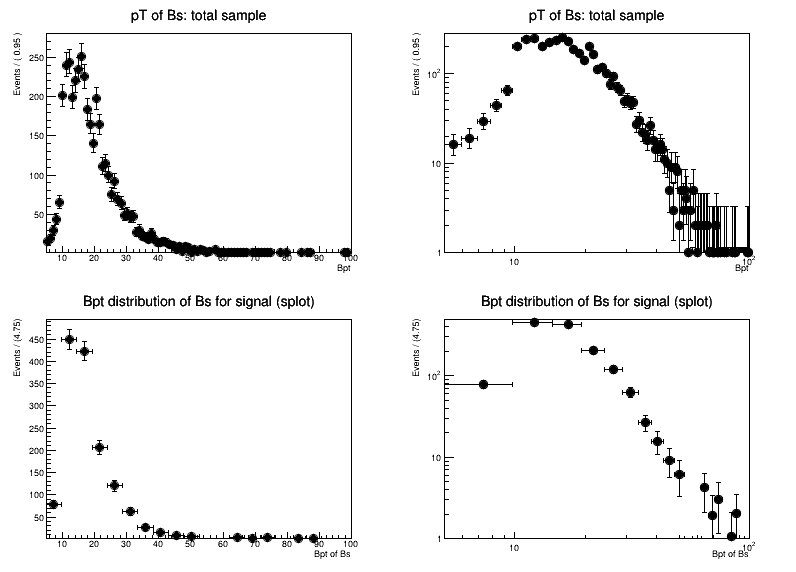 pT of Bs: total sample
Events / ( 0.95 )
250
200
150
100
50
10 20 30 40 50 60 70 80 90 100
Bpt
pT of Bs: total sample
Events / ( 0.95 )
10²
10
1
10 10²
Bpt
Bpt distribution of Bs for signal (splot)
Events / (4.75)
450
400
350
300
250
200
150
100
50
10 20 30 40 50 60 70 80 90 100
Bpt of Bs
Bpt distribution of Bs for signal (splot)
Events / (4.75)
10²
10
1
10 10²
Bpt of Bs